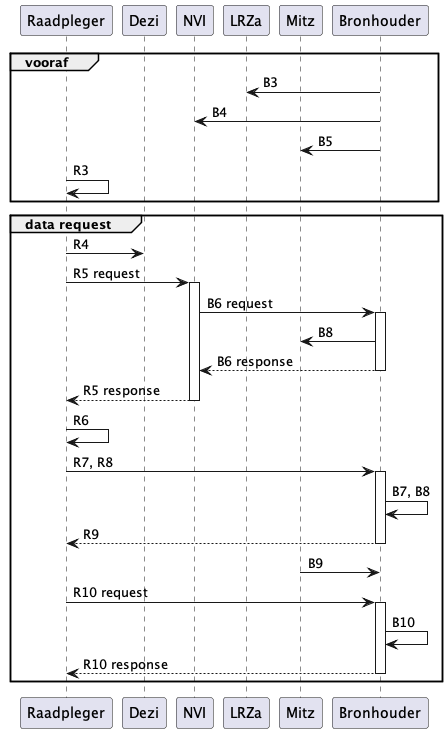 Raadpleger Dezi NVI LRZa Mitz Bronhouder
vooraf
B3
B4
B5
R3
data request
R4
R5 request
B6 request
B8
B6 response
R5 response
R6
R7, R8
B7, B8
R9
B9
R10 request
B10
R10 response
Raadpleger Dezi NVI LRZa Mitz Bronhouder